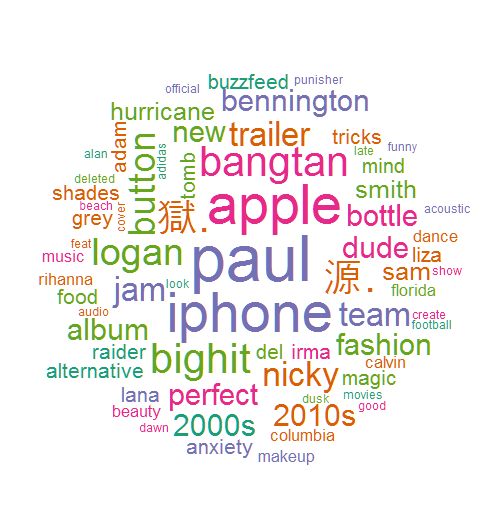 punisher
official
buzzfeed
bennington
hurricane
new
trailer
tricks
late
funny
alan
adam
button
adidas
tomb
bangtan
mind
deleted
shades
smith
beach
cover
grey
獄.
apple
bottle
acoustic
feat
music
logan
paul
dude
dance
liza
源.
sam
show
rihanna
look
food
jam
iphone
florida
team
create
football
audio
album
fashion
raider
bighit
del
irma
calvin
alternative
nicky
magic
lana
perfect
dusk
movies
good
beauty
2000s
2010s
dawn
columbia
anxiety
makeup